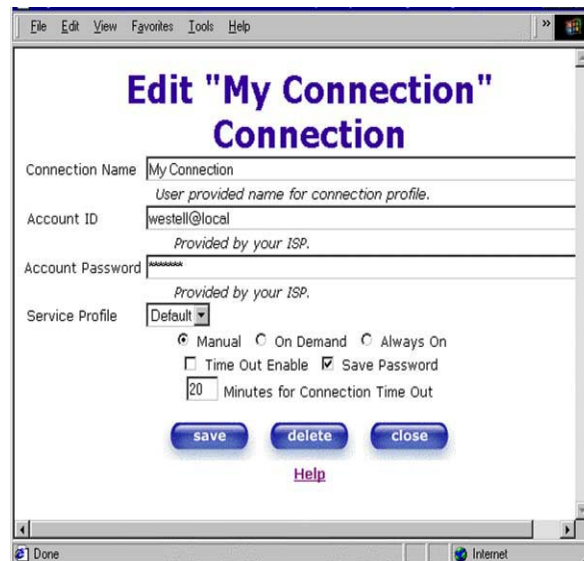 File Edit View Favorites Tools Help »
Edit "My Connection"
Connection
Connection Name My Connection
User provided name for connection profile.
Account ID westell@local
Provided by your ISP.
Account Password *******
Provided by your ISP.
Service Profile Default
Manual On Demand Always On
Time Out Enable Save Password
20 Minutes for Connection Time Out
save delete close
Help
Done Internet